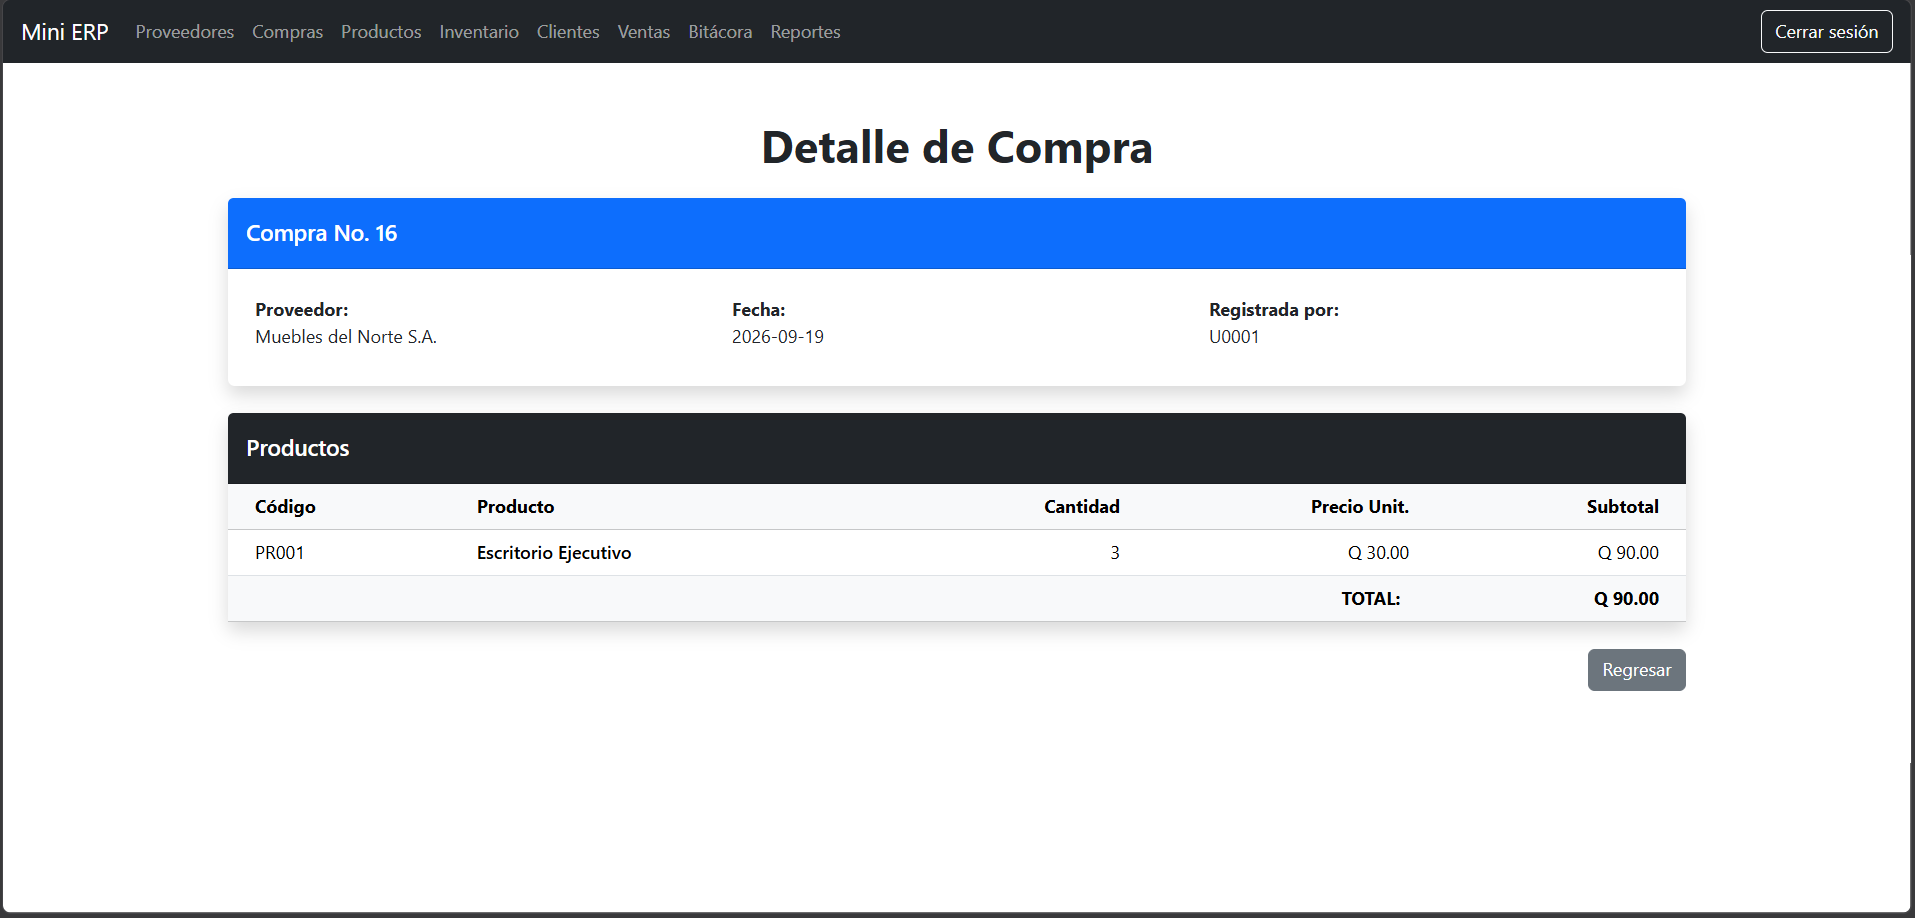 Mini ERP Proveedores Compras Productos Inventario Clientes Ventas Bitácora Reportes Cerrar sesión
Detalle de Compra
Compra No. 16
Proveedor: Fecha: Registrada por:
Muebles del Norte S.A. 2026-09-19 U0001
Productos
Código Producto Cantidad Precio Unit. Subtotal
PR001 Escritorio Ejecutivo 3 Q 30.00 Q 90.00
TOTAL: Q 90.00
Regresar